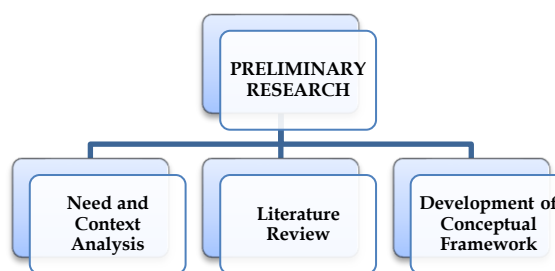 PRELIMINARY
RESEARCH
Need and
Context
Analysis
Literature
Review
Development of
Conceptual
Framework